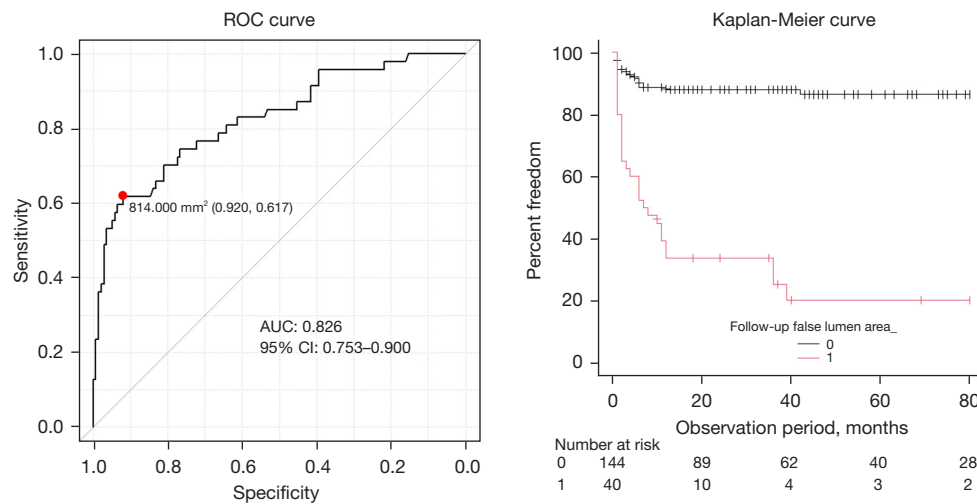 ROC curve
1.0
0.8
0.6
0.4
0.2
0.0
Sensitivity
814.000 mm² (0.920, 0.617)
AUC: 0.826
95% CI: 0.753–0.900
1.0 0.8 0.6 0.4 0.2 0.0
Specificity
Kaplan-Meier curve
100
80
60
40
20
0
Percent freedom
Follow-up false lumen area_
0
1
0 20 40 60 80
Observation period, months
Number at risk
0 144 89 62 40 28
1 40 10 4 3 2